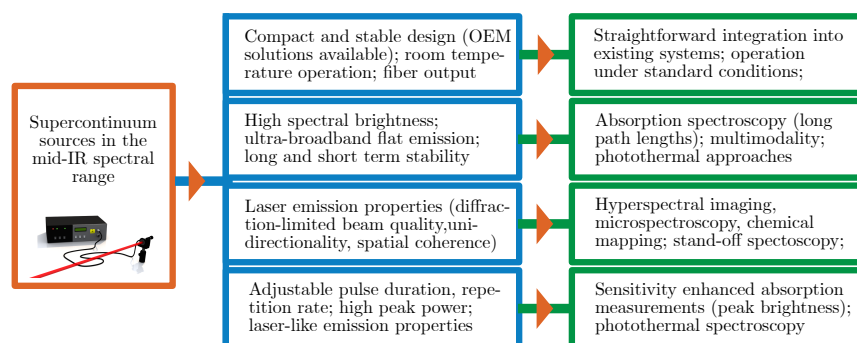 Supercontinuum
sources in the
mid-IR spectral
range
Compact and stable design (OEM
solutions available); room tempe-
rature operation; fiber output
Straightforward integration into
existing systems; operation
under standard conditions;
High spectral brightness;
ultra-broadband flat emission;
long and short term stability
Absorption spectroscopy (long
path lengths); multimodality;
photothermal approaches
Laser emission properties (diffrac-
tion-limited beam quality,uni-
directionality, spatial coherence)
Hyperspectral imaging,
microspectroscopy, chemical
mapping; stand-off spectoscopy;
Adjustable pulse duration, repe-
tition rate; high peak power;
laser-like emission properties
Sensitivity enhanced absorption
measurements (peak brightness);
photothermal spectroscopy